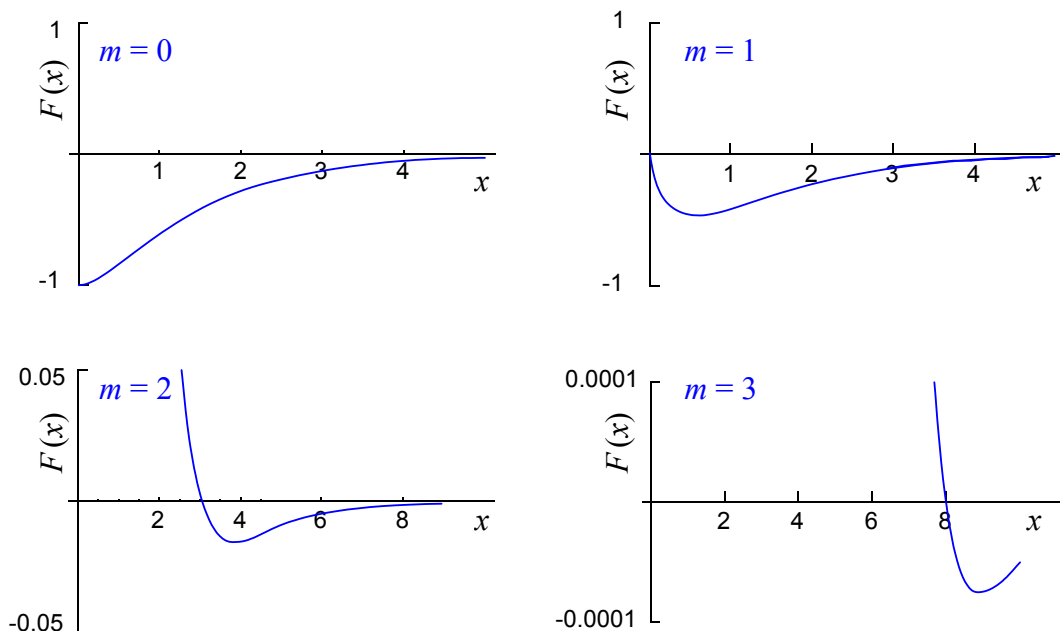 1
m = 0
F (x)
1 2 3 4
x
-1
1
m = 1
F (x)
1 2 3 4
x
-1
0.05
m = 2
F (x)
2 4 6 8
x
-0.05
0.0001
m = 3
F (x)
2 4 6 8
x
-0.0001